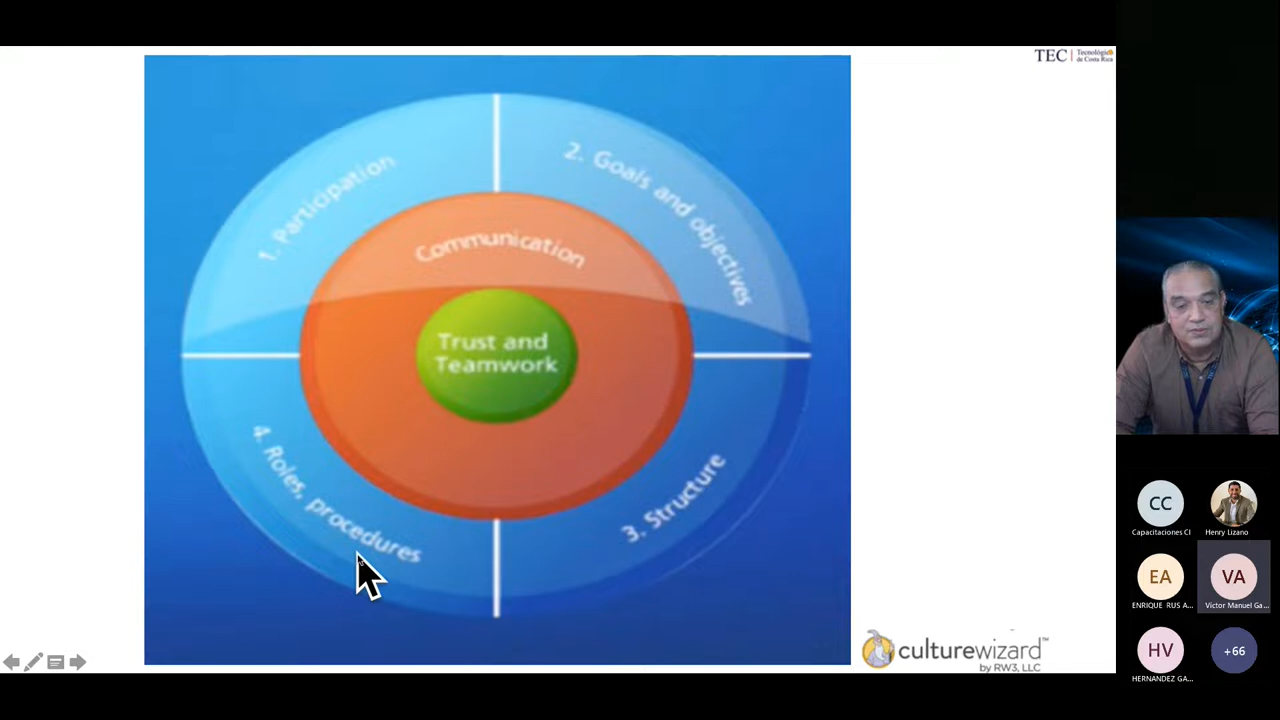 TEC | Tecnológico
de Costa Rica
1. Participation
2. Goals and objectives
Communication
Trust and
Teamwork
4. Roles, procedures
3. Structure
culturewizard™
by RW3, LLC
CC
Capacitaciones CI
Henry Lizano
EA
ENRIQUE RUS A...
VA
Víctor Manuel Ga...
HV
HERNANDEZ GA...
+66